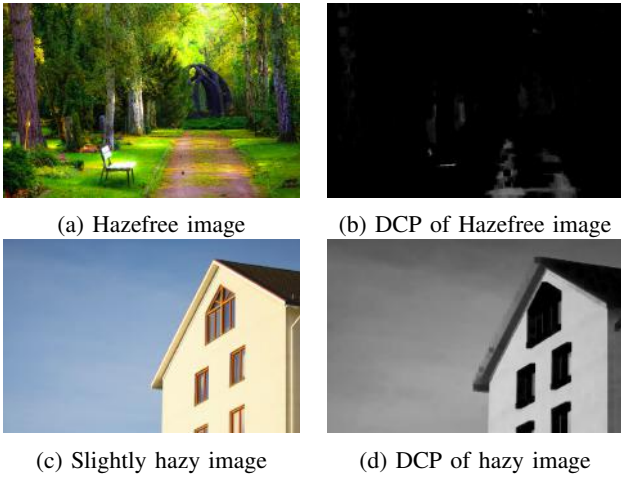 (a) Hazefree image
(b) DCP of Hazefree image
(c) Slightly hazy image
(d) DCP of hazy image